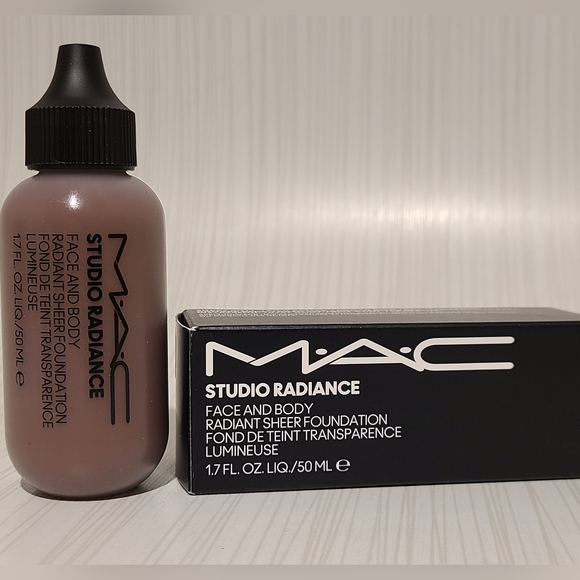 M·A·C
STUDIO RADIANCE
FACE AND BODY
RADIANT SHEER FOUNDATION
FOND DE TEINT TRANSPARENCE
LUMINEUSE
1.7 FL. OZ. LIQ./50 ML ℮
M·A·C
STUDIO RADIANCE
FACE AND BODY
RADIANT SHEER FOUNDATION
FOND DE TEINT TRANSPARENCE
LUMINEUSE
1.7 FL. OZ. LIQ./50 ML ℮